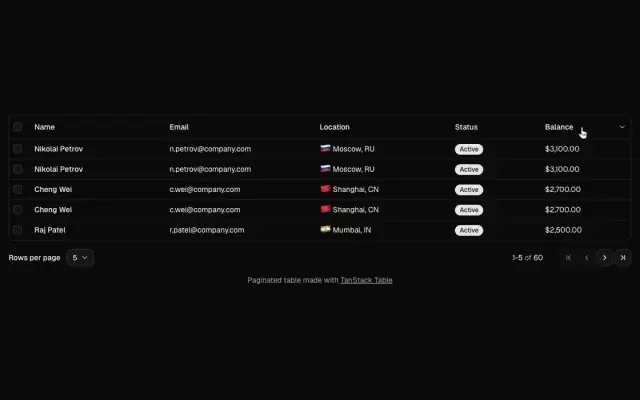 Name Email Location Status Balance
Nikolai Petrov n.petrov@company.com Moscow, RU Active $3,100.00
Nikolai Petrov n.petrov@company.com Moscow, RU Active $3,100.00
Cheng Wei c.wei@company.com Shanghai, CN Active $2,700.00
Cheng Wei c.wei@company.com Shanghai, CN Active $2,700.00
Raj Patel r.patel@company.com Mumbai, IN Active $2,500.00
Rows per page 5 1-5 of 60
Paginated table made with TanStack Table